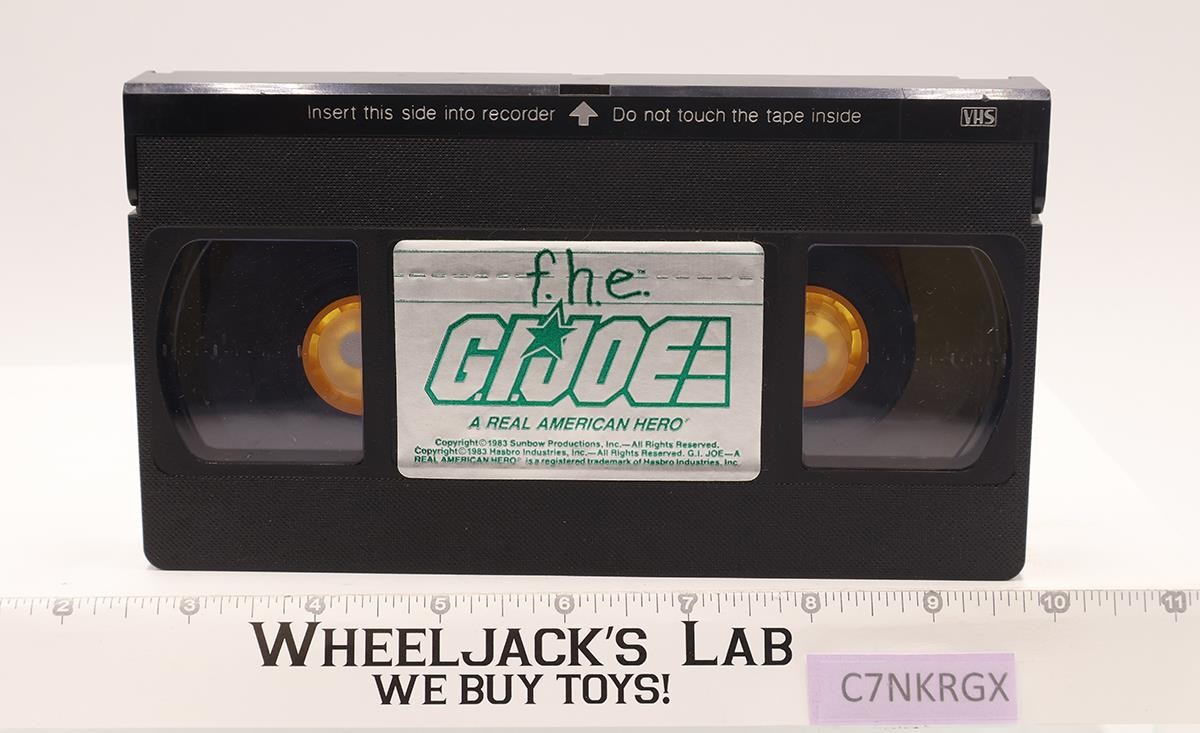 Insert this side into recorder Do not touch the tape inside VHS
f.h.e.™
G.I.JOE
A REAL AMERICAN HERO®
Copyright©1983 Sunbow Productions, Inc.—All Rights Reserved.
Copyright©1983 Hasbro Industries, Inc.—All Rights Reserved. G.I. JOE—A
REAL AMERICAN HERO® is a registered trademark of Hasbro Industries, Inc.
2 3 4 5 6 7 8 9 10 11
WHEELJACK'S LAB
WE BUY TOYS!
C7NKRGX